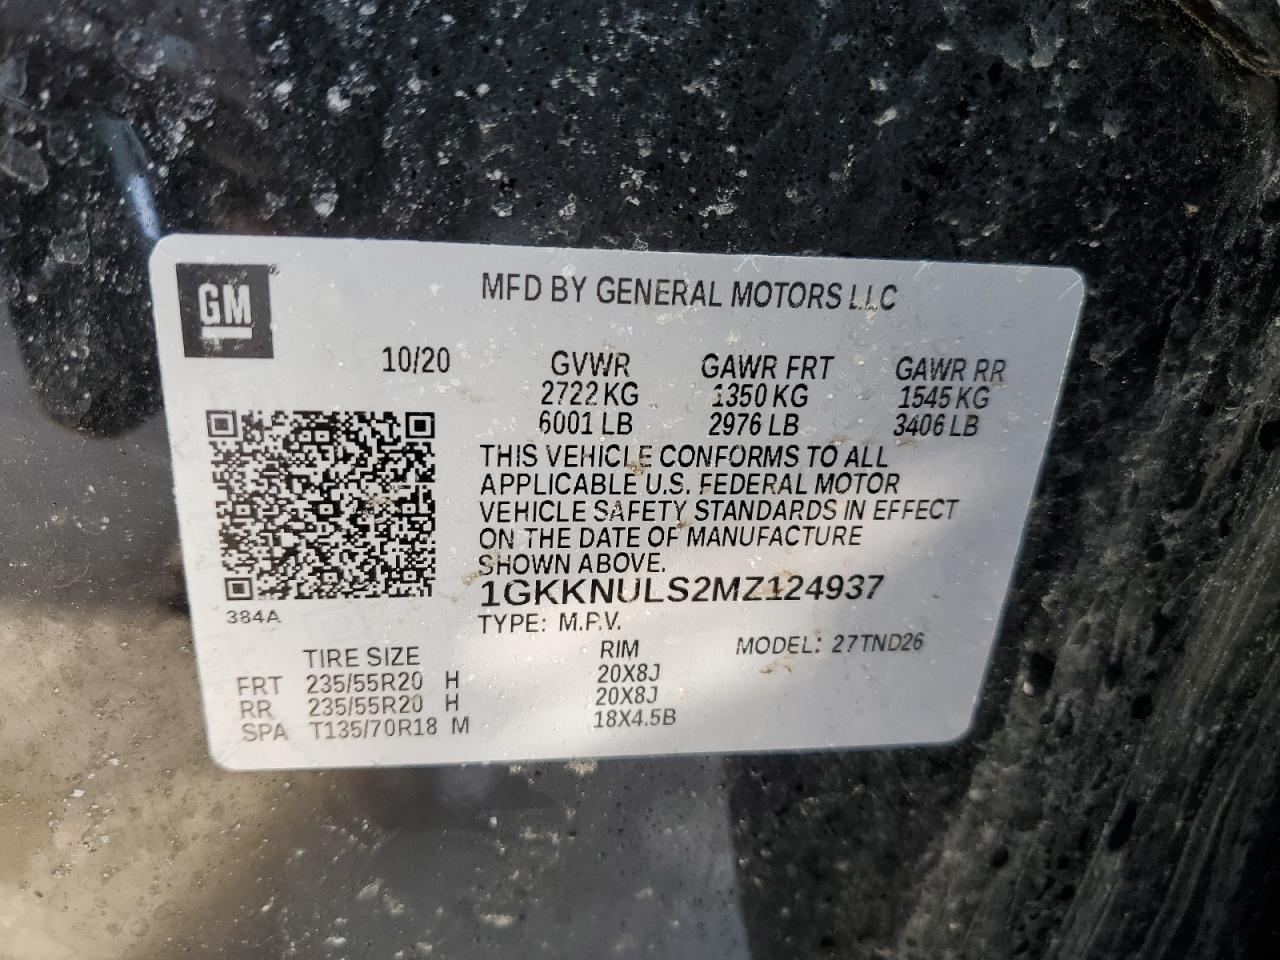 GM
MFD BY GENERAL MOTORS LLC
10/20 GVWR GAWR FRT GAWR RR
2722 KG 1350 KG 1545 KG
6001 LB 2976 LB 3406 LB
THIS VEHICLE CONFORMS TO ALL
APPLICABLE U.S. FEDERAL MOTOR
VEHICLE SAFETY STANDARDS IN EFFECT
ON THE DATE OF MANUFACTURE
SHOWN ABOVE.
1GKKNULS2MZ124937
384A
TYPE: M.P.V.
TIRE SIZE RIM MODEL: 27TND26
FRT 235/55R20 H 20X8J
RR 235/55R20 H 20X8J
SPA T135/70R18 M 18X4.5B